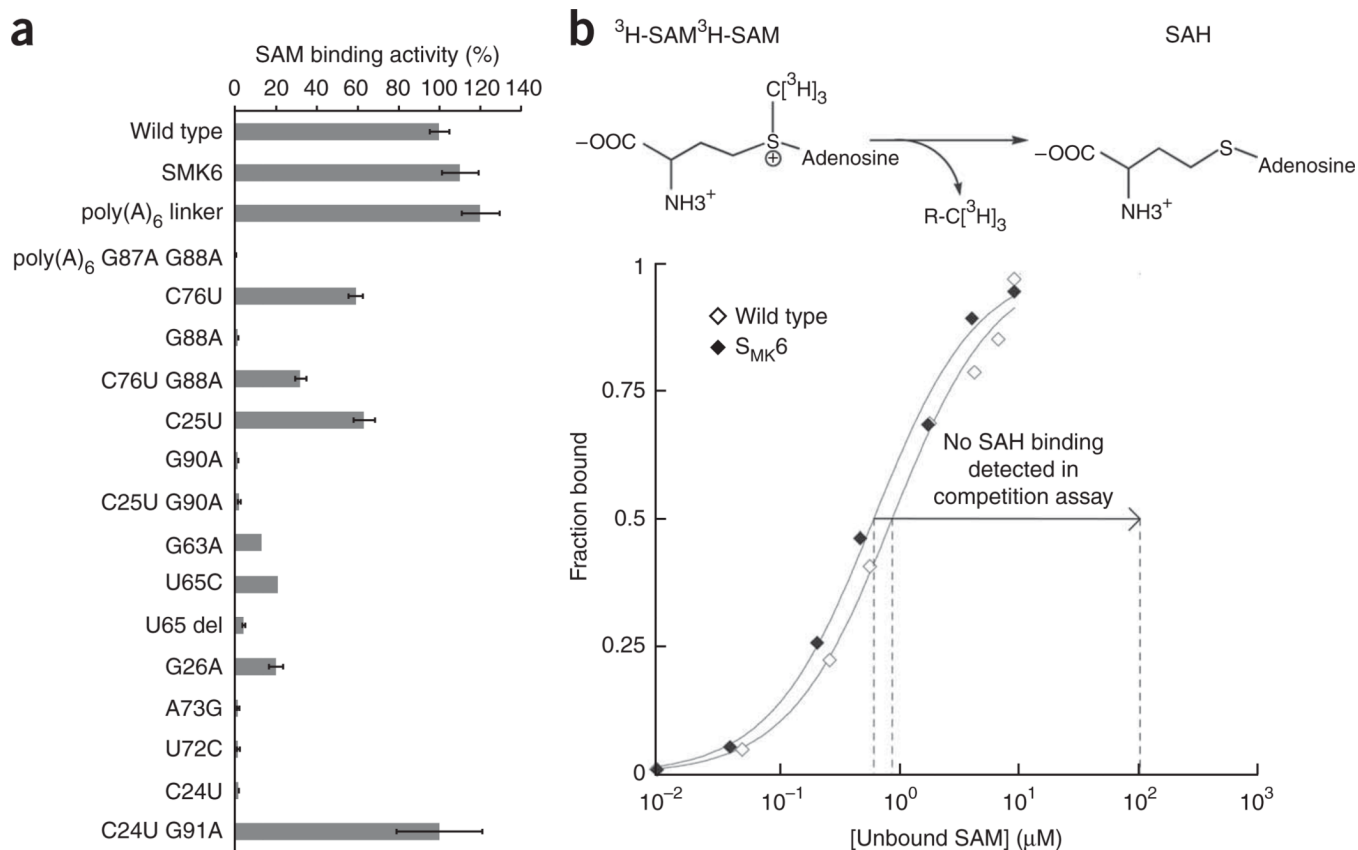 a
SAM binding activity (%)
0 20 40 60 80 100 120 140
Wild type
SMK6
poly(A)₆ linker
poly(A)₆ G87A G88A
C76U
G88A
C76U G88A
C25U
G90A
C25U G90A
G63A
U65C
U65 del
G26A
A73G
U72C
C24U
C24U G91A
b
³H-SAM³H-SAM
SAH
C[³H]₃
–OOC
S
⊕
Adenosine
NH3⁺
R-C[³H]₃
–OOC
S
Adenosine
NH3⁺
Wild type
S_MK6
No SAH binding
detected in
competition assay
Fraction bound
1
0.75
0.5
0.25
0
10⁻² 10⁻¹ 10⁰ 10¹ 10² 10³
[Unbound SAM] (μM)